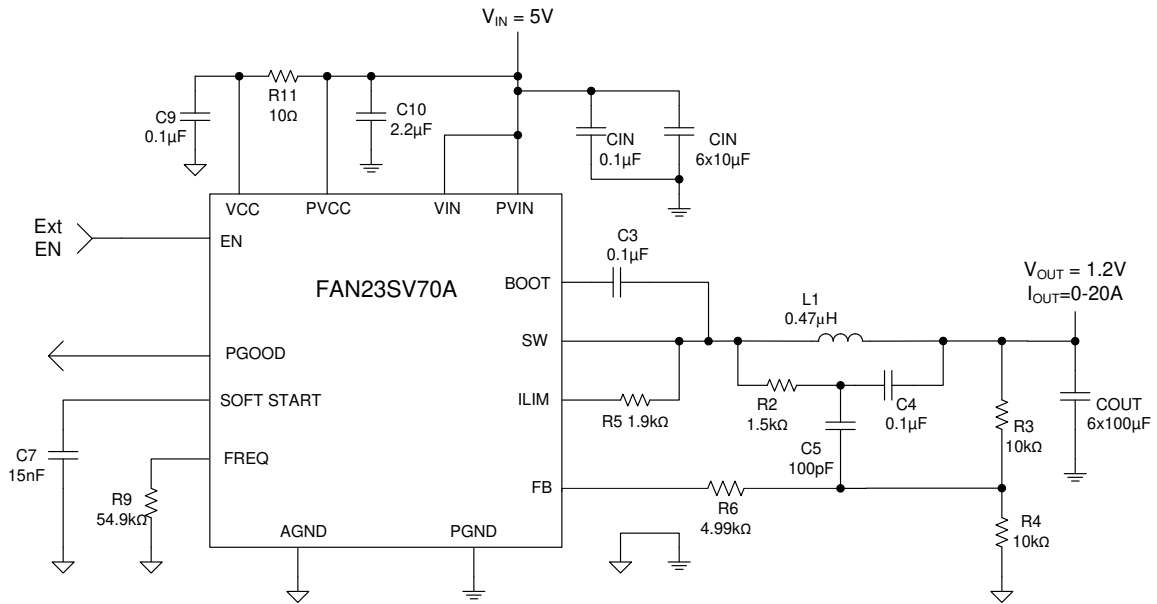 V_IN = 5V
R11
10Ω
C9
0.1µF
C10
2.2µF
CIN
0.1µF
CIN
6x10µF
VCC
PVCC
VIN
PVIN
Ext
EN
EN
FAN23SV70A
BOOT
C3
0.1µF
V_OUT = 1.2V
I_OUT=0-20A
L1
0.47µH
SW
PGOOD
SOFT START
ILIM
R5 1.9kΩ
R2
1.5kΩ
C4
0.1µF
COUT
6x100µF
R3
10kΩ
C7
15nF
FREQ
C5
100pF
R9
54.9kΩ
FB
R6
4.99kΩ
R4
10kΩ
AGND
PGND